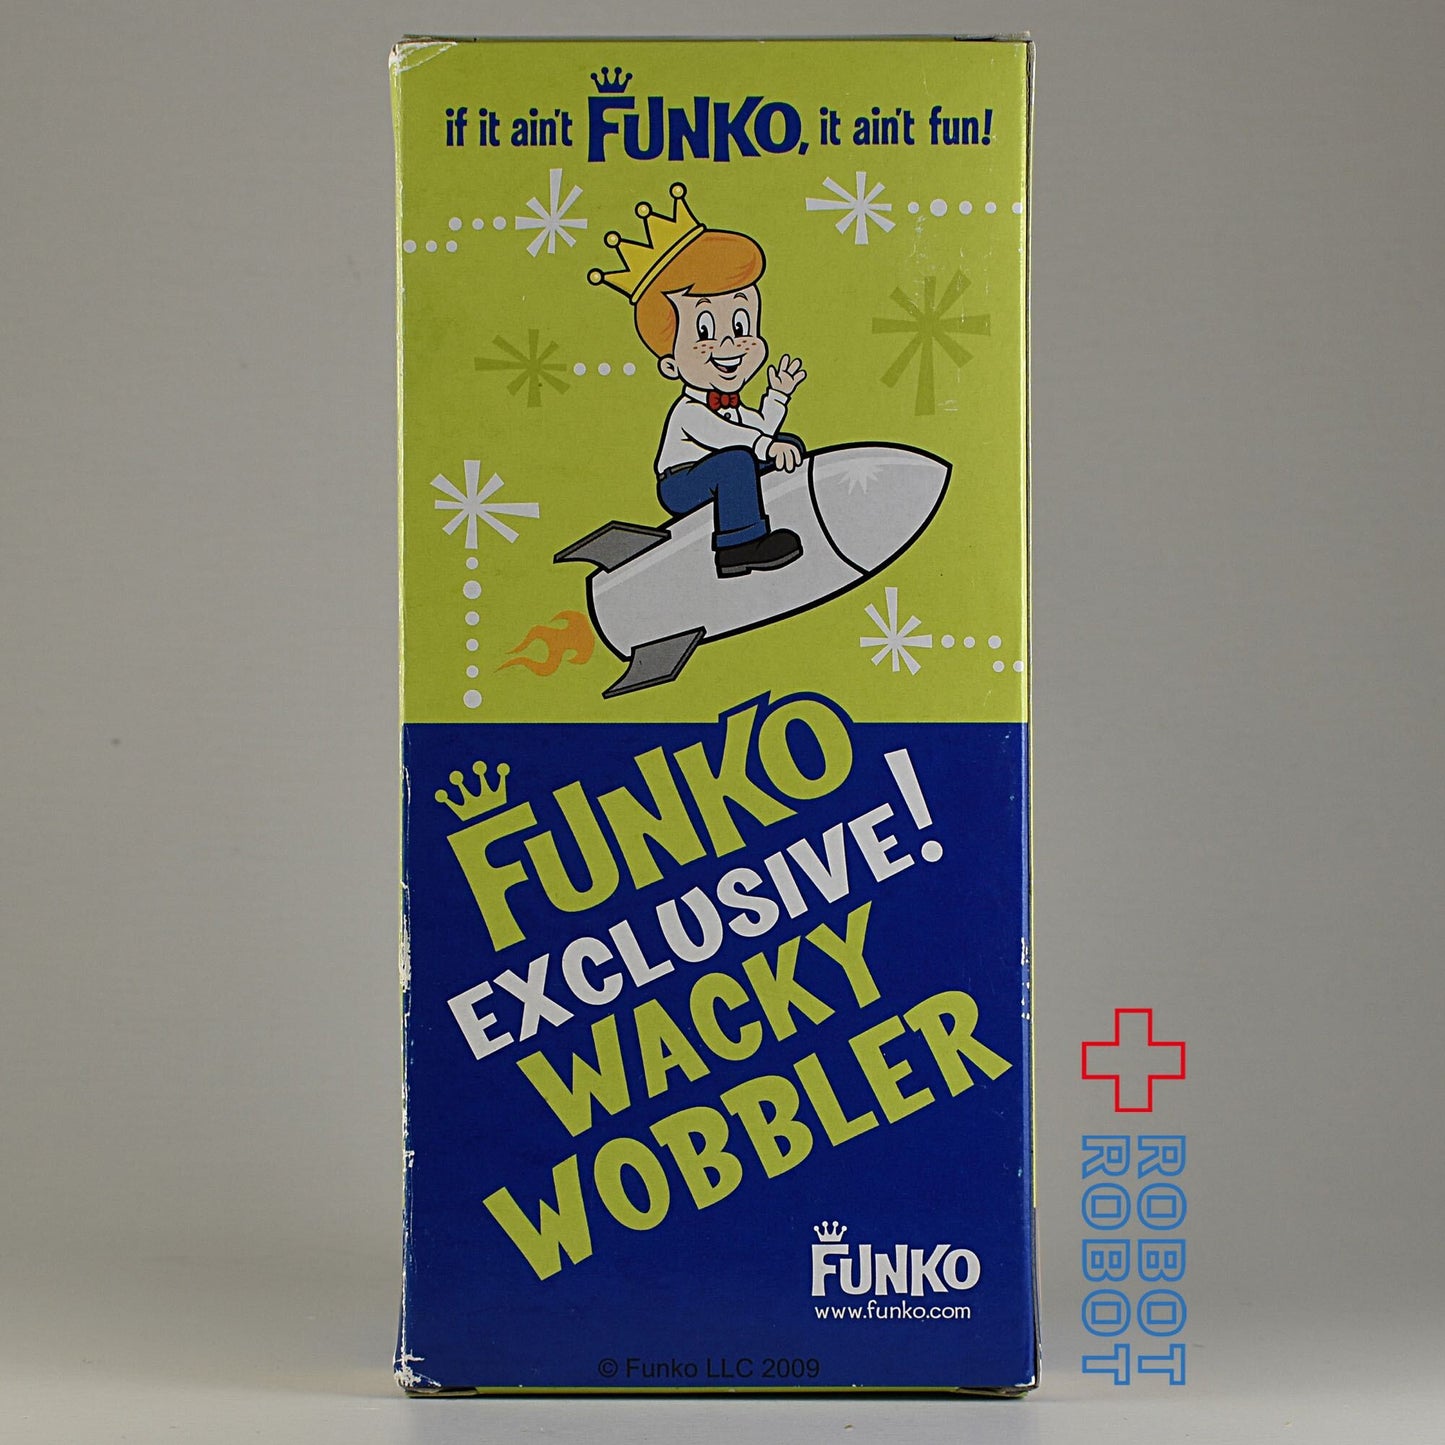 if it ain't FUNKO, it ain't fun!
FUNKO
EXCLUSIVE!
WACKY
WOBBLER
FUNKO
www.funko.com
© Funko LLC 2009
ROBOT
ROBOT